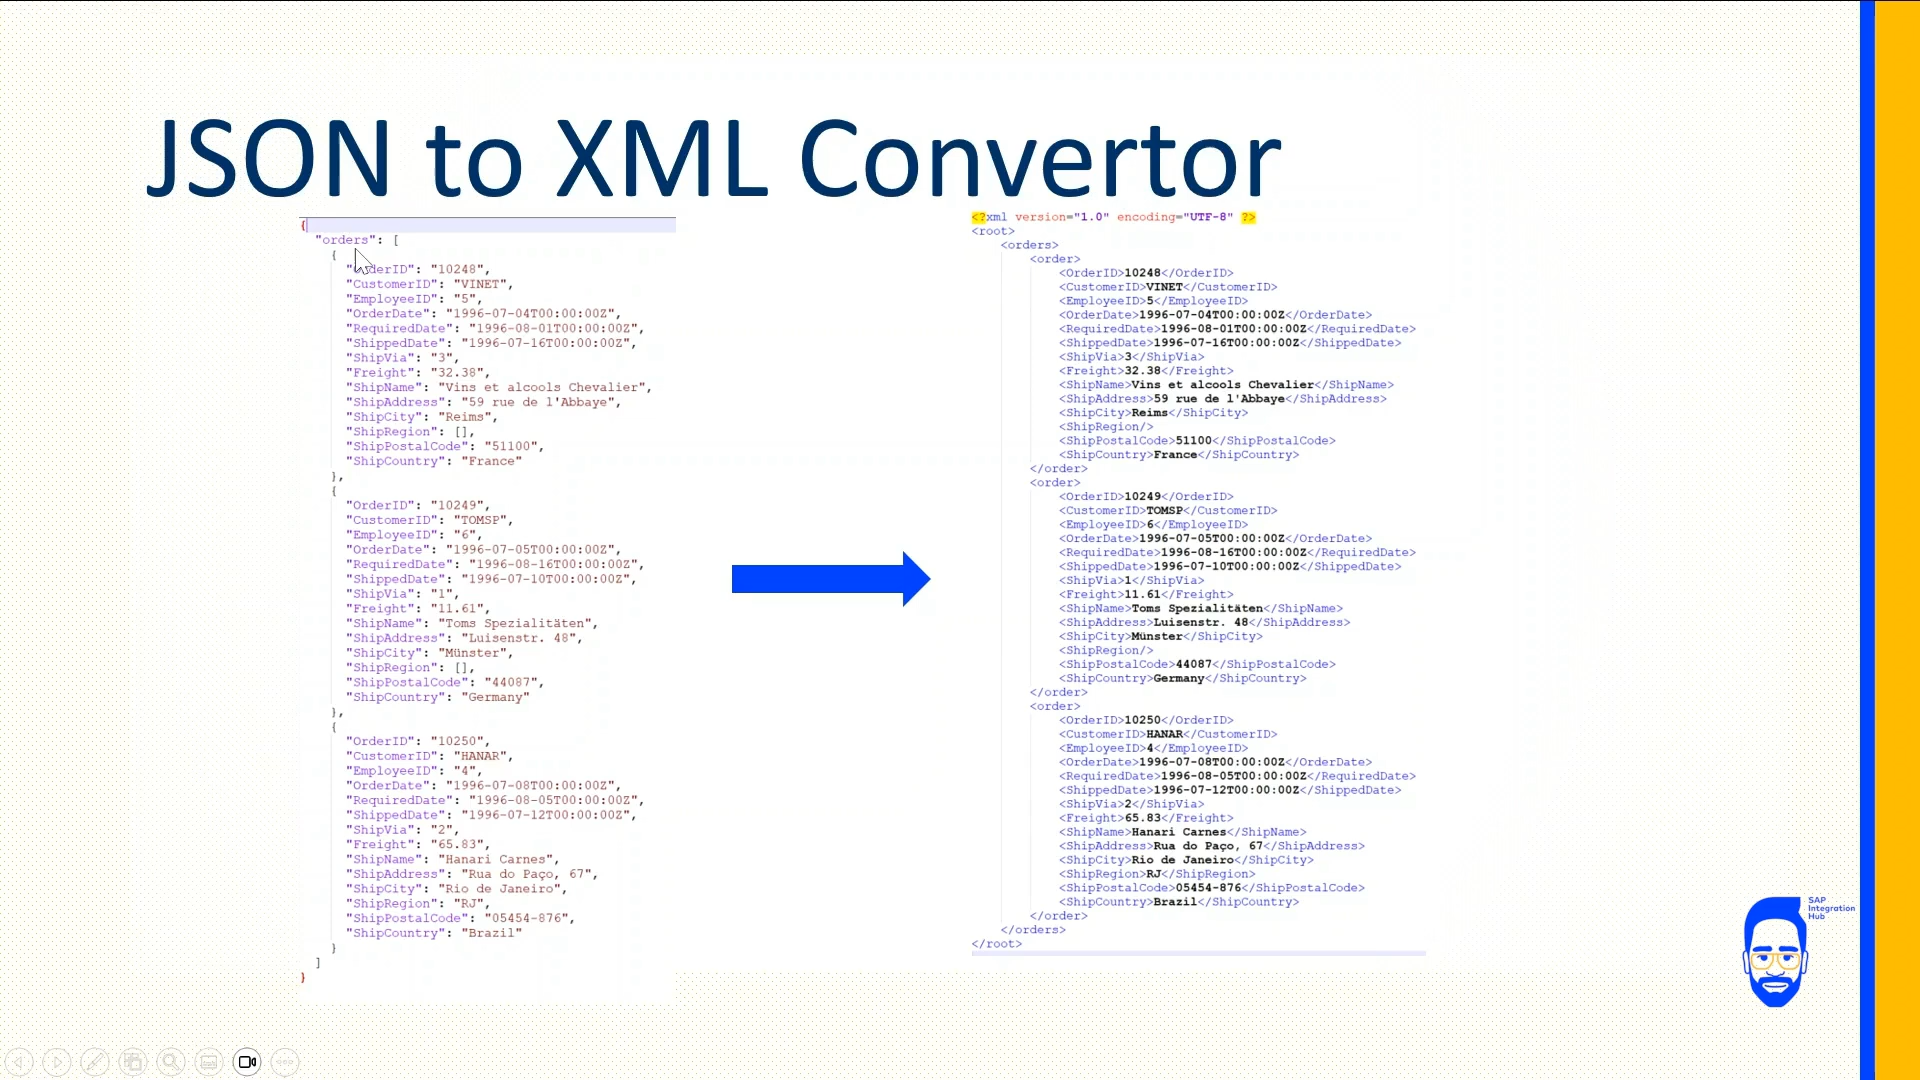 JSON to XML Convertor
{
"orders": [
{
"OrderID": "10248",
"CustomerID": "VINET",
"EmployeeID": "5",
"OrderDate": "1996-07-04T00:00:00Z",
"RequiredDate": "1996-08-01T00:00:00Z",
"ShippedDate": "1996-07-16T00:00:00Z",
"ShipVia": "3",
"Freight": "32.38",
"ShipName": "Vins et alcools Chevalier",
"ShipAddress": "59 rue de l'Abbaye",
"ShipCity": "Reims",
"ShipRegion": [],
"ShipPostalCode": "51100",
"ShipCountry": "France"
},
{
"OrderID": "10249",
"CustomerID": "TOMSP",
"EmployeeID": "6",
"OrderDate": "1996-07-05T00:00:00Z",
"RequiredDate": "1996-08-16T00:00:00Z",
"ShippedDate": "1996-07-10T00:00:00Z",
"ShipVia": "1",
"Freight": "11.61",
"ShipName": "Toms Spezialitäten",
"ShipAddress": "Luisenstr. 48",
"ShipCity": "Münster",
"ShipRegion": [],
"ShipPostalCode": "44087",
"ShipCountry": "Germany"
},
{
"OrderID": "10250",
"CustomerID": "HANAR",
"EmployeeID": "4",
"OrderDate": "1996-07-08T00:00:00Z",
"RequiredDate": "1996-08-05T00:00:00Z",
"ShippedDate": "1996-07-12T00:00:00Z",
"ShipVia": "2",
"Freight": "65.83",
"ShipName": "Hanari Carnes",
"ShipAddress": "Rua do Paço, 67",
"ShipCity": "Rio de Janeiro",
"ShipRegion": "RJ",
"ShipPostalCode": "05454-876",
"ShipCountry": "Brazil"
}
]
}
<?xml version="1.0" encoding="UTF-8" ?>
<root>
<orders>
<order>
<OrderID>10248</OrderID>
<CustomerID>VINET</CustomerID>
<EmployeeID>5</EmployeeID>
<OrderDate>1996-07-04T00:00:00Z</OrderDate>
<RequiredDate>1996-08-01T00:00:00Z</RequiredDate>
<ShippedDate>1996-07-16T00:00:00Z</ShippedDate>
<ShipVia>3</ShipVia>
<Freight>32.38</Freight>
<ShipName>Vins et alcools Chevalier</ShipName>
<ShipAddress>59 rue de l'Abbaye</ShipAddress>
<ShipCity>Reims</ShipCity>
<ShipRegion/>
<ShipPostalCode>51100</ShipPostalCode>
<ShipCountry>France</ShipCountry>
</order>
<order>
<OrderID>10249</OrderID>
<CustomerID>TOMSP</CustomerID>
<EmployeeID>6</EmployeeID>
<OrderDate>1996-07-05T00:00:00Z</OrderDate>
<RequiredDate>1996-08-16T00:00:00Z</RequiredDate>
<ShippedDate>1996-07-10T00:00:00Z</ShippedDate>
<ShipVia>1</ShipVia>
<Freight>11.61</Freight>
<ShipName>Toms Spezialitäten</ShipName>
<ShipAddress>Luisenstr. 48</ShipAddress>
<ShipCity>Münster</ShipCity>
<ShipRegion/>
<ShipPostalCode>44087</ShipPostalCode>
<ShipCountry>Germany</ShipCountry>
</order>
<order>
<OrderID>10250</OrderID>
<CustomerID>HANAR</CustomerID>
<EmployeeID>4</EmployeeID>
<OrderDate>1996-07-08T00:00:00Z</OrderDate>
<RequiredDate>1996-08-05T00:00:00Z</RequiredDate>
<ShippedDate>1996-07-12T00:00:00Z</ShippedDate>
<ShipVia>2</ShipVia>
<Freight>65.83</Freight>
<ShipName>Hanari Carnes</ShipName>
<ShipAddress>Rua do Paço, 67</ShipAddress>
<ShipCity>Rio de Janeiro</ShipCity>
<ShipRegion>RJ</ShipRegion>
<ShipPostalCode>05454-876</ShipPostalCode>
<ShipCountry>Brazil</ShipCountry>
</order>
</orders>
</root>
SAP
Integration
Hub